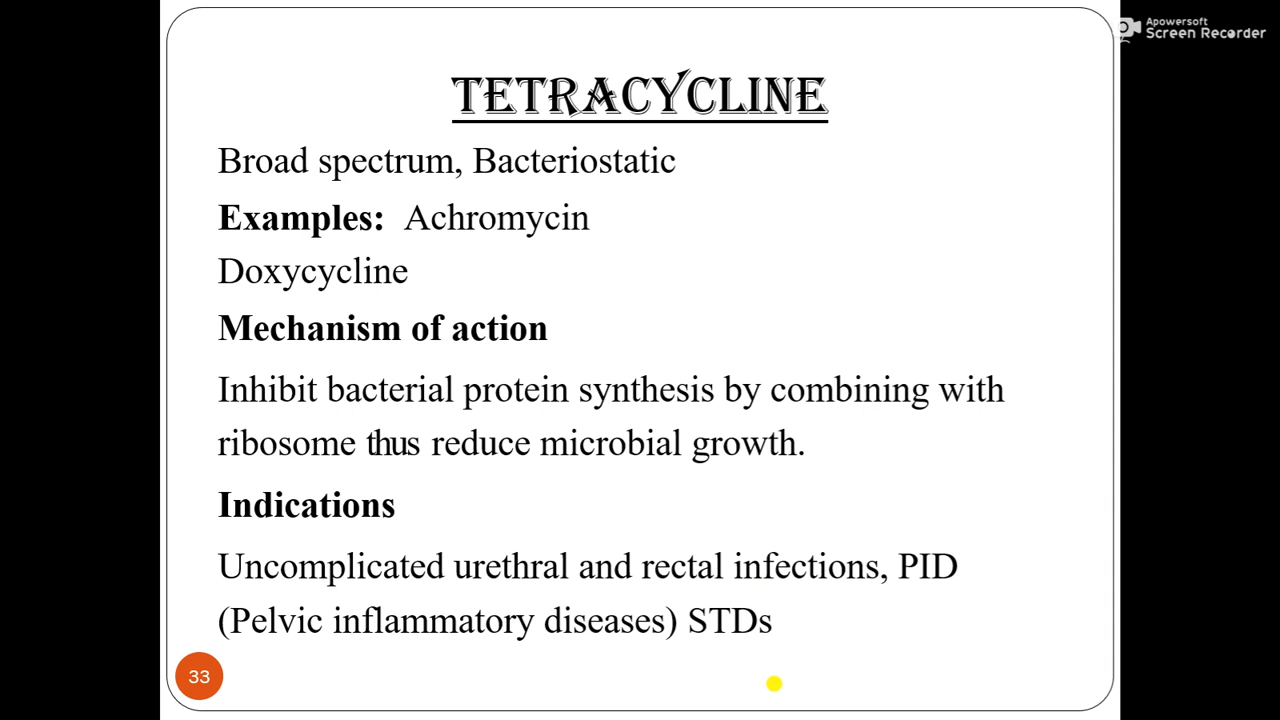 Apowersoft
Screen Recorder
TETRACYCLINE
Broad spectrum, Bacteriostatic
Examples: Achromycin
Doxycycline
Mechanism of action
Inhibit bacterial protein synthesis by combining with
ribosome thus reduce microbial growth.
Indications
Uncomplicated urethral and rectal infections, PID
(Pelvic inflammatory diseases) STDs
33